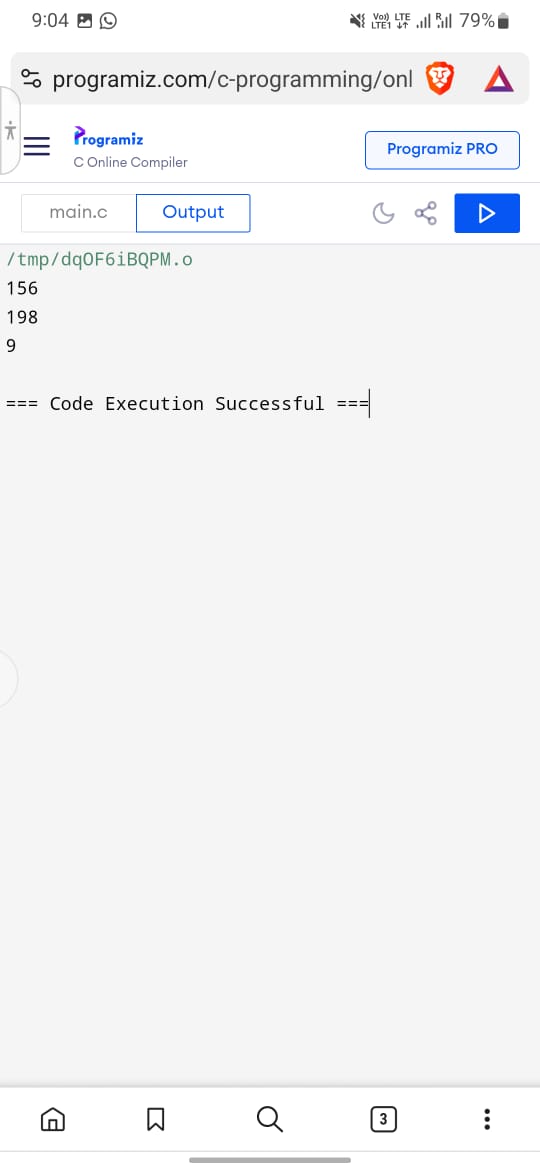 9:04 Vo) LTE1 LTE R 79%
programiz.com/c-programming/onl
Programiz
C Online Compiler
Programiz PRO
main.c Output
/tmp/dqOF6iBQPM.o
156
198
9
=== Code Execution Successful ===
3